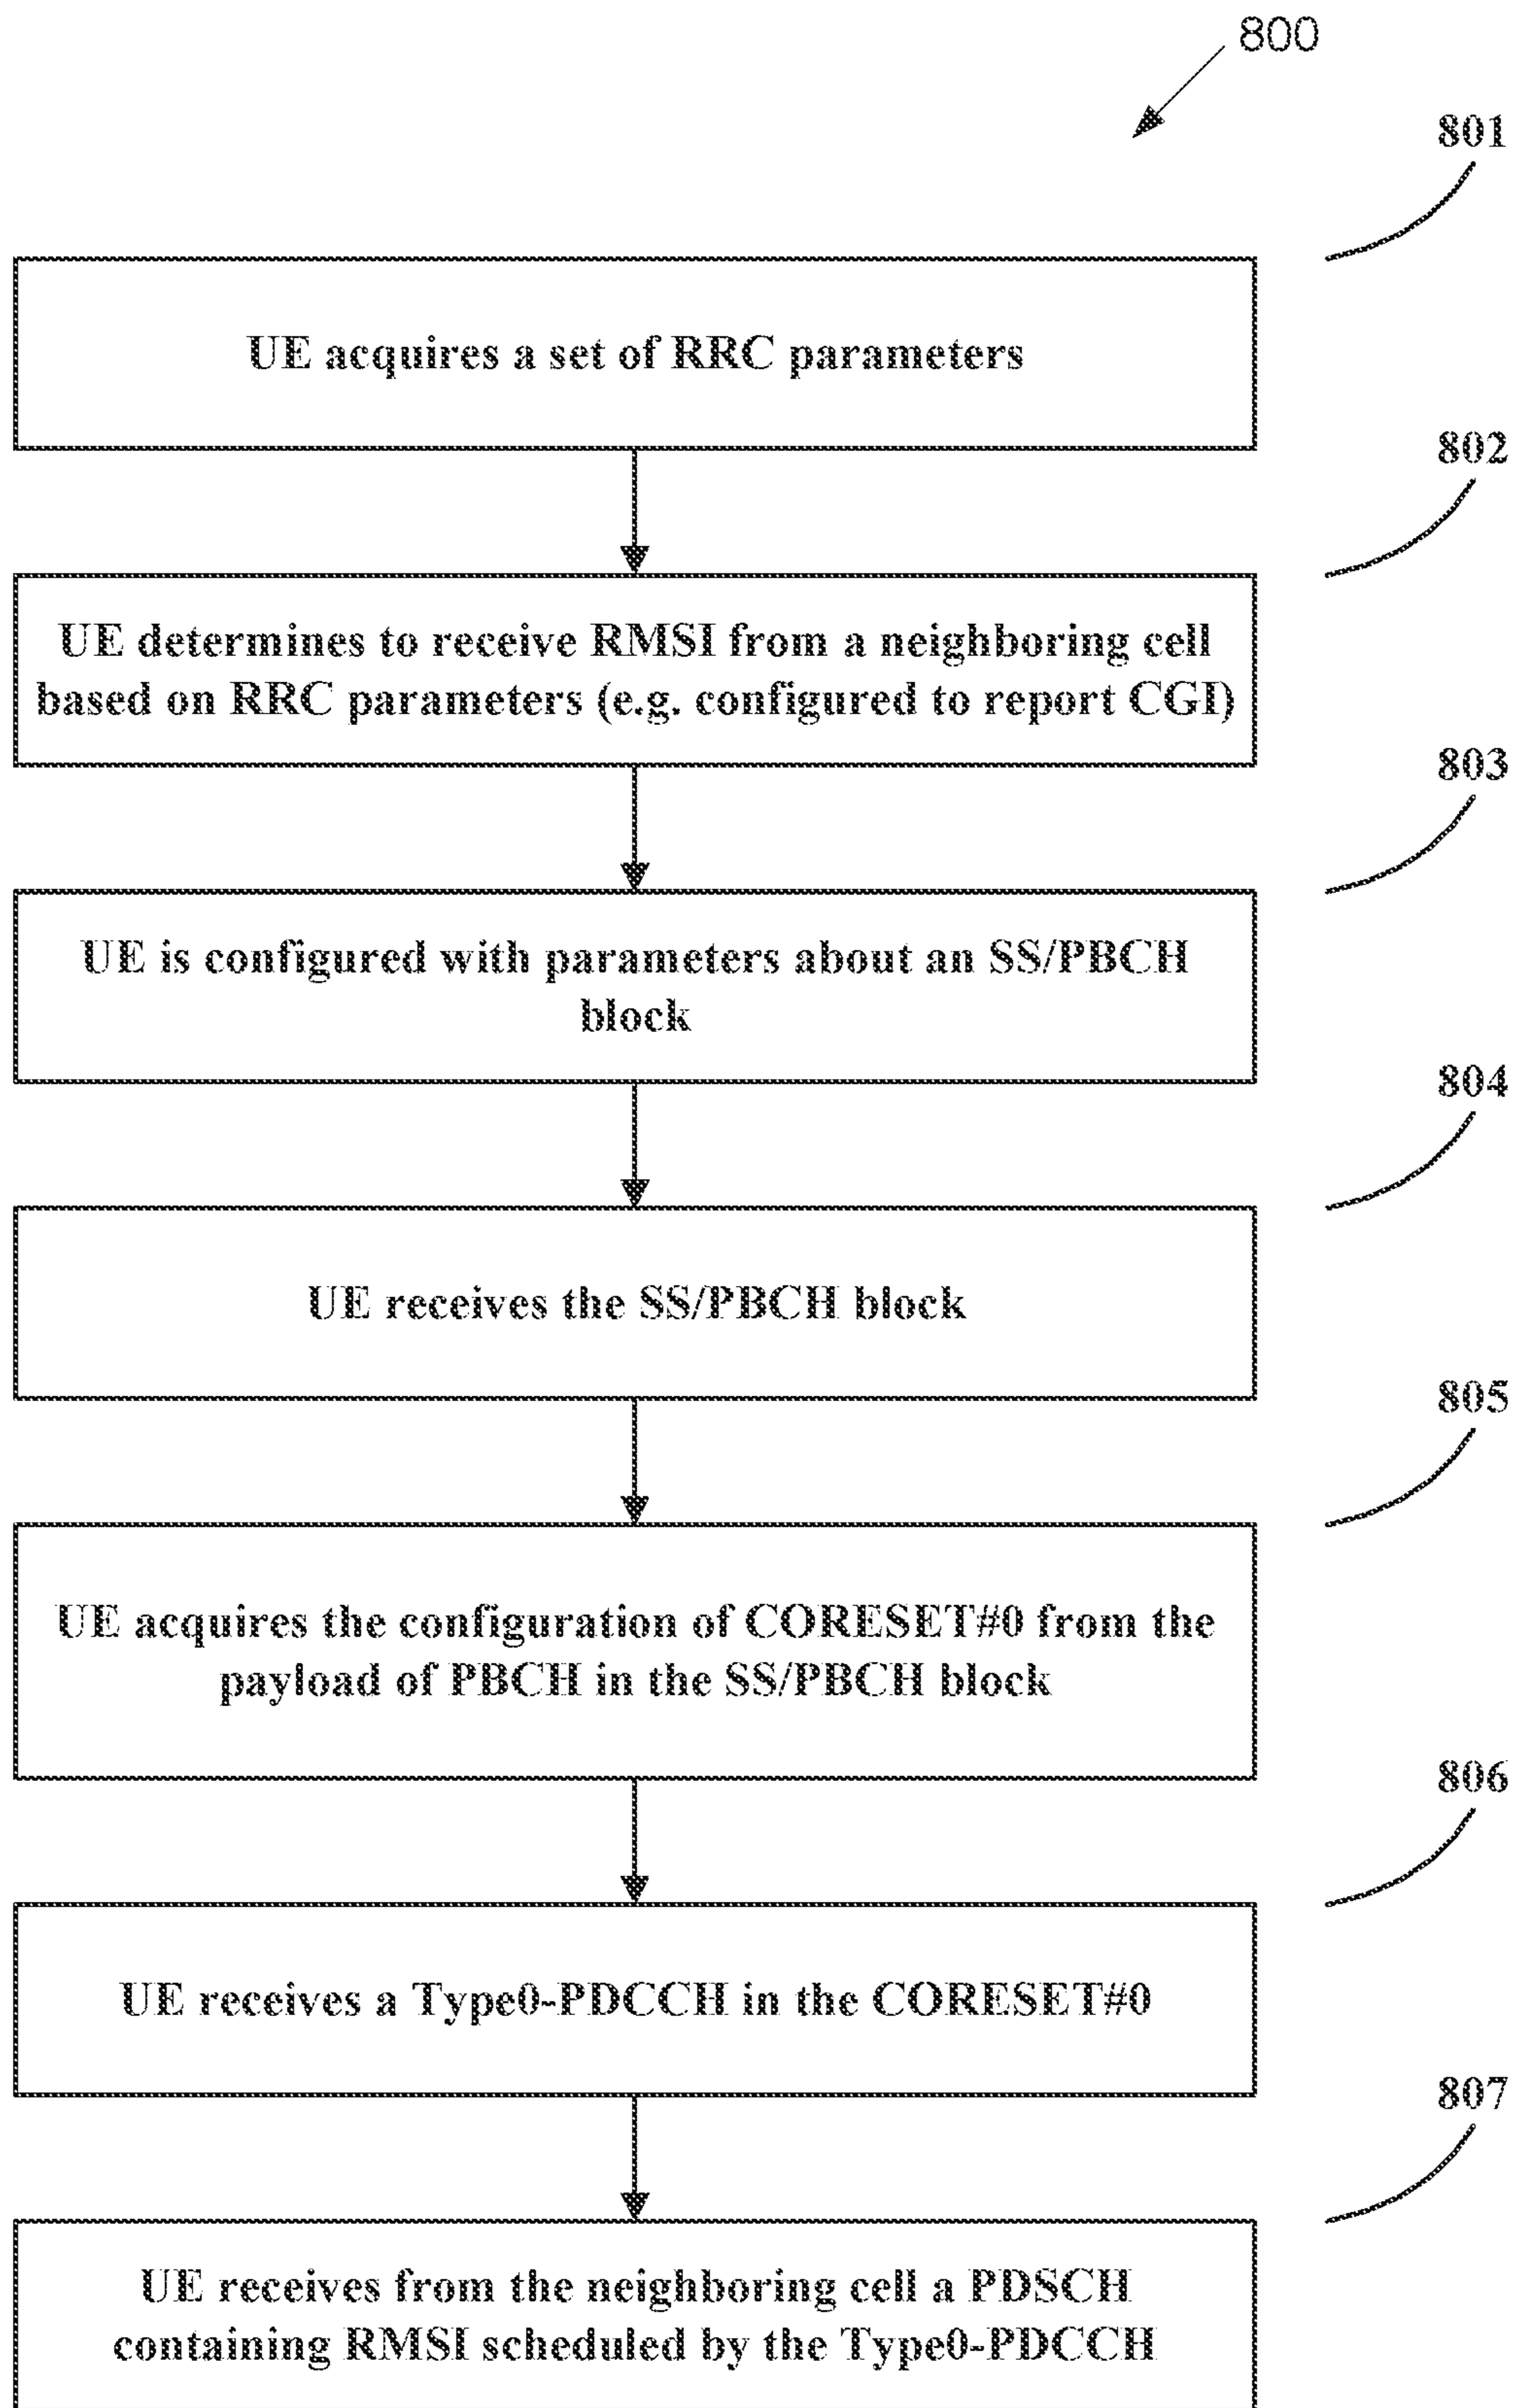 800
801
UE acquires a set of RRC parameters
802
UE determines to receive RMSI from a neighboring cell
based on RRC parameters (e.g. configured to report CGI)
803
UE is configured with parameters about an SS/PBCH
block
804
UE receives the SS/PBCH block
805
UE acquires the configuration of CORESET#0 from the
payload of PBCH in the SS/PBCH block
806
UE receives a Type0-PDCCH in the CORESET#0
807
UE receives from the neighboring cell a PDSCH
containing RMSI scheduled by the Type0-PDCCH